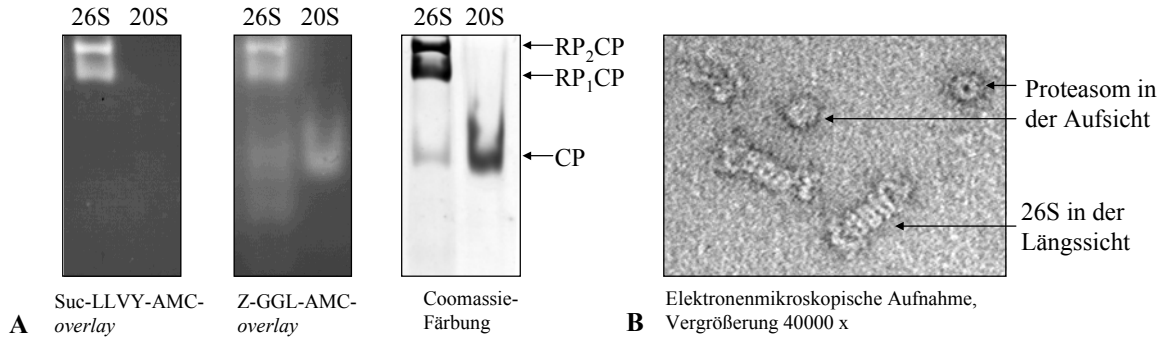 26S 20S
26S 20S
26S 20S
RP₂CP
RP₁CP
CP
Proteasom in
der Aufsicht
26S in der
Längssicht
Suc-LLVY-AMC-
overlay
Z-GGL-AMC-
overlay
Coomassie-
Färbung
A
B
Elektronenmikroskopische Aufnahme,
Vergrößerung 40000 x